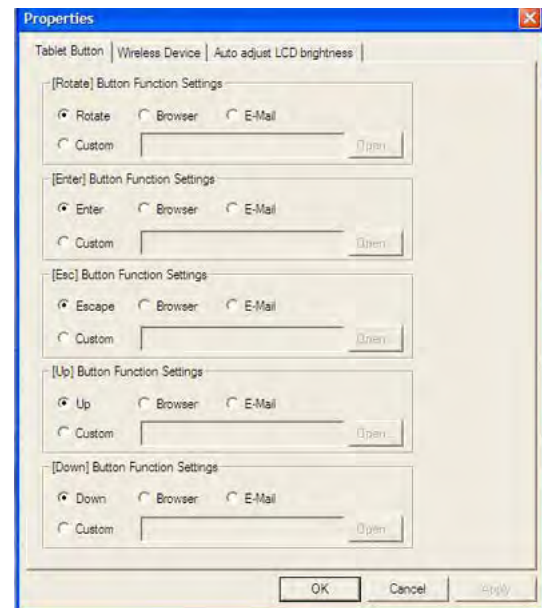 Properties
Tablet Button Wireless Device Auto adjust LCD brightness
[Rotate] Button Function Settings
Rotate Browser E-Mail
Custom Open...
[Enter] Button Function Settings
Enter Browser E-Mail
Custom Open...
[Esc] Button Function Settings
Escape Browser E-Mail
Custom Open...
[Up] Button Function Settings
Up Browser E-Mail
Custom Open...
[Down] Button Function Settings
Down Browser E-Mail
Custom Open...
OK Cancel Apply